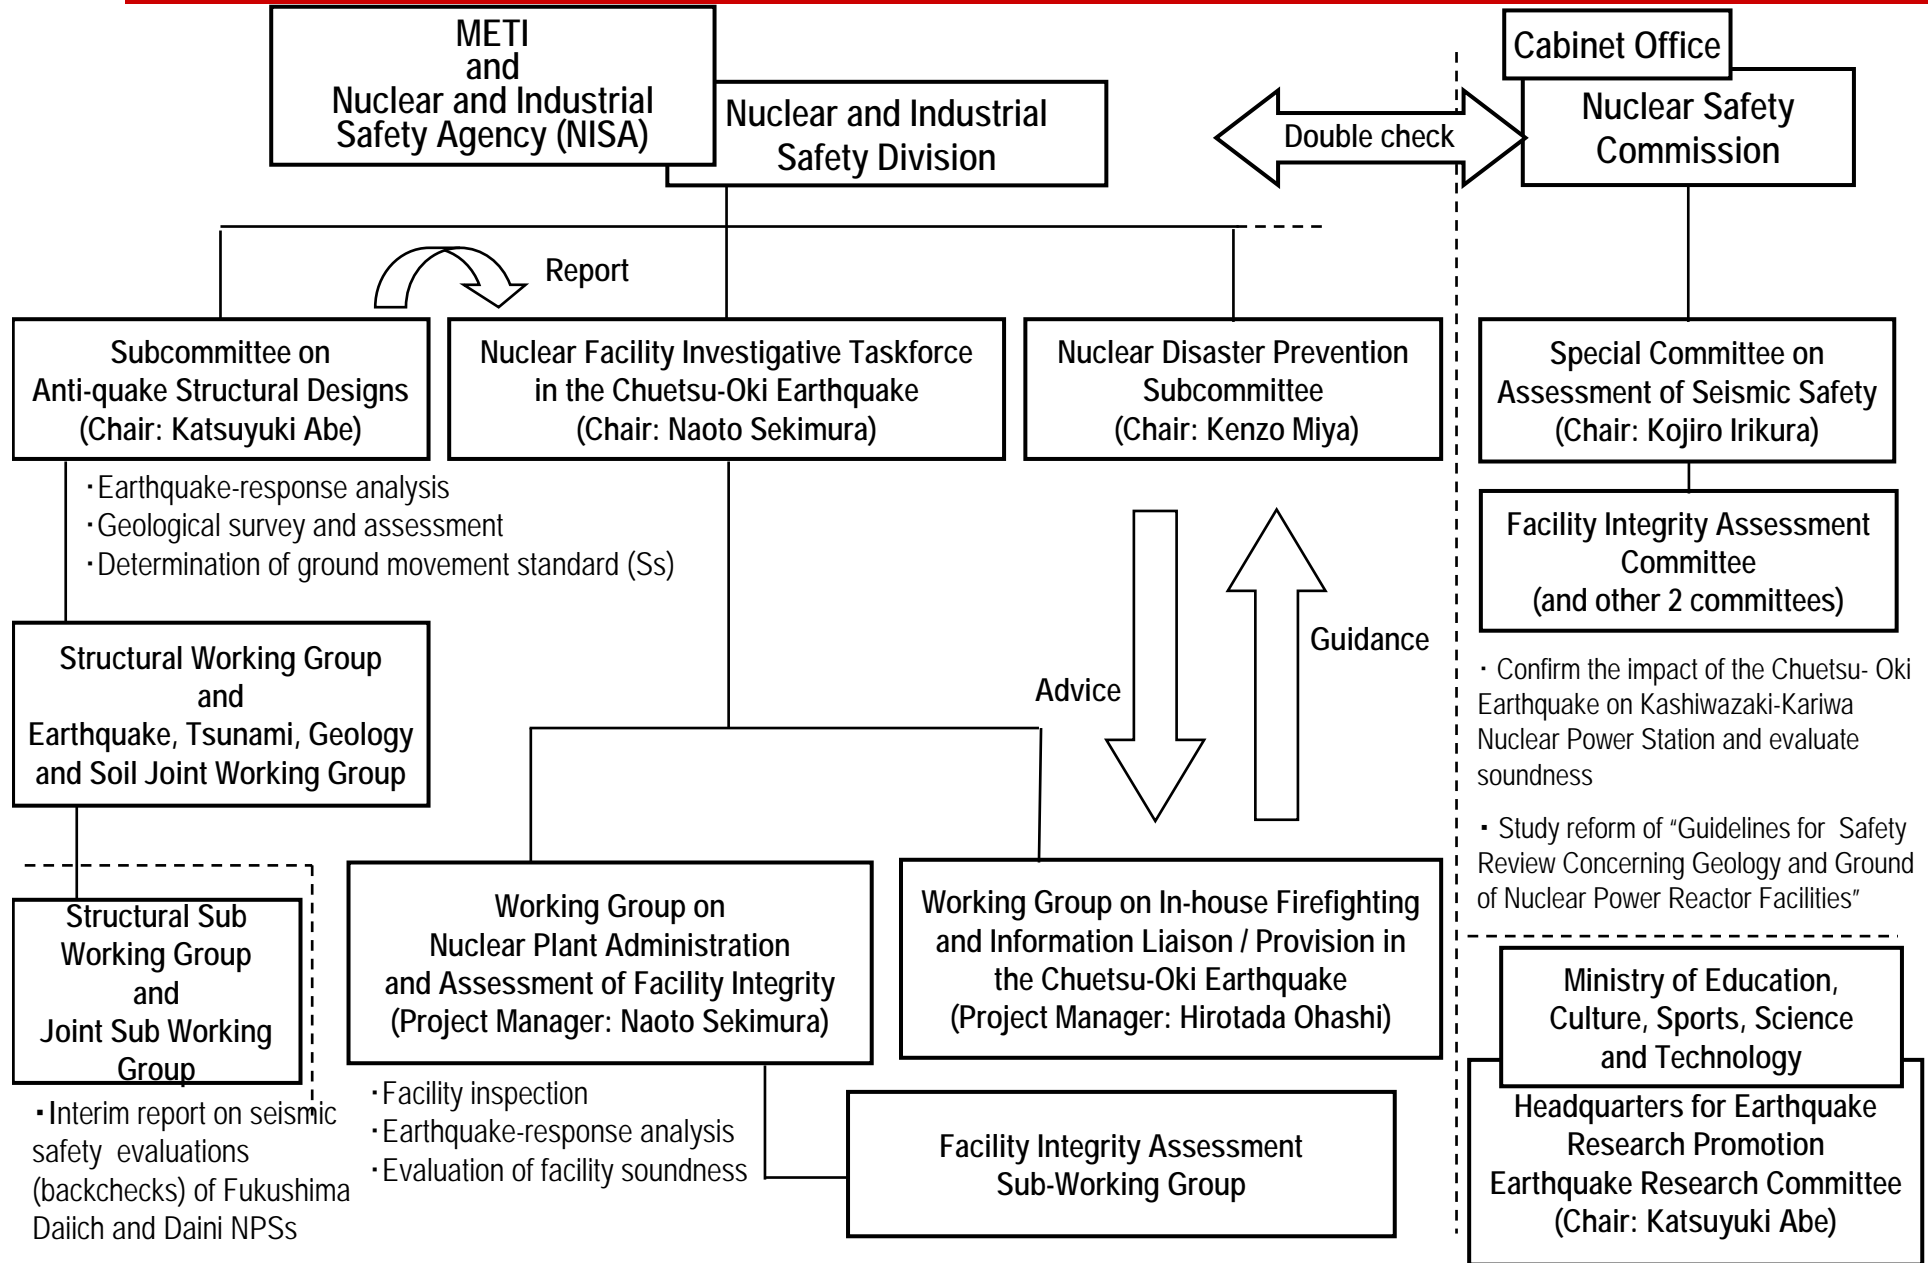 METI
and
Nuclear and Industrial
Safety Agency (NISA)
Nuclear and Industrial
Safety Division
Double check
Cabinet Office
Nuclear Safety
Commission
Report
Subcommittee on
Anti-quake Structural Designs
(Chair: Katsuyuki Abe)
Nuclear Facility Investigative Taskforce
in the Chuetsu-Oki Earthquake
(Chair: Naoto Sekimura)
Nuclear Disaster Prevention
Subcommittee
(Chair: Kenzo Miya)
Special Committee on
Assessment of Seismic Safety
(Chair: Kojiro Irikura)
・Earthquake-response analysis
・Geological survey and assessment
・Determination of ground movement standard (Ss)
Facility Integrity Assessment
Committee
(and other 2 committees)
Structural Working Group
and
Earthquake, Tsunami, Geology
and Soil Joint Working Group
Advice
Guidance
・ Confirm the impact of the Chuetsu- Oki
Earthquake on Kashiwazaki-Kariwa
Nuclear Power Station and evaluate
soundness
・ Study reform of “Guidelines for Safety
Review Concerning Geology and Ground
of Nuclear Power Reactor Facilities”
Structural Sub
Working Group
and
Joint Sub Working
Group
・Interim report on seismic
safety evaluations
(backchecks) of Fukushima
Daiich and Daini NPSs
Working Group on
Nuclear Plant Administration
and Assessment of Facility Integrity
(Project Manager: Naoto Sekimura)
・Facility inspection
・Earthquake-response analysis
・Evaluation of facility soundness
Working Group on In-house Firefighting
and Information Liaison / Provision in
the Chuetsu-Oki Earthquake
(Project Manager: Hirotada Ohashi)
Facility Integrity Assessment
Sub-Working Group
Ministry of Education,
Culture, Sports, Science
and Technology
Headquarters for Earthquake
Research Promotion
Earthquake Research Committee
(Chair: Katsuyuki Abe)